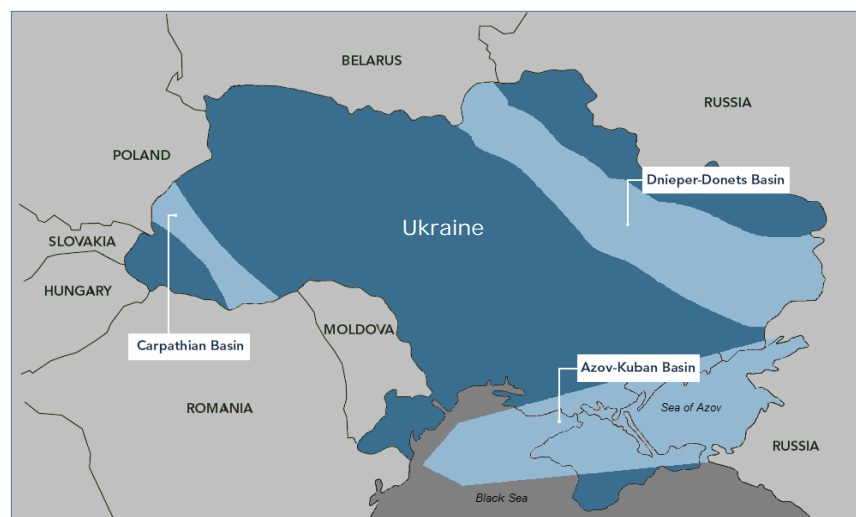 BELARUS
RUSSIA
POLAND
Dnieper-Donets Basin
Ukraine
SLOVAKIA
HUNGARY
MOLDOVA
Carpathian Basin
Azov-Kuban Basin
ROMANIA
Sea of Azov
RUSSIA
Black Sea